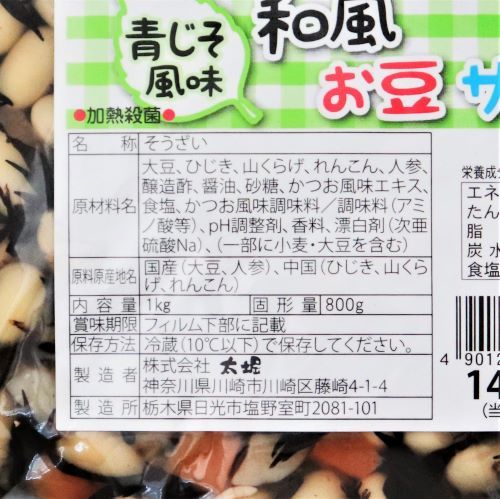 青じそ
風味
和風
お豆サ
●加熱殺菌●
名称 そうざい
原材料名 大豆、ひじき、山くらげ、れんこん、人参、
醸造酢、醤油、砂糖、かつお風味エキス、
食塩、かつお風味調味料／調味料（アミ
ノ酸等）、pH調整剤、香料、漂白剤（次亜
硫酸Na）、（一部に小麦・大豆を含む）
原料原産地名 国産（大豆、人参）、中国（ひじき、山くら
げ、れんこん）
内容量 1kg 固形量 800g
賞味期限 フィルム下部に記載
保存方法 冷蔵（10℃以下）で保存してください。
製造者 株式会社 太堀
神奈川県川崎市川崎区藤崎4-1-4
製造所 栃木県日光市塩野室町2081-101
栄養成分
エネ
たん
脂
炭水
食塩
4 9012
14
（当